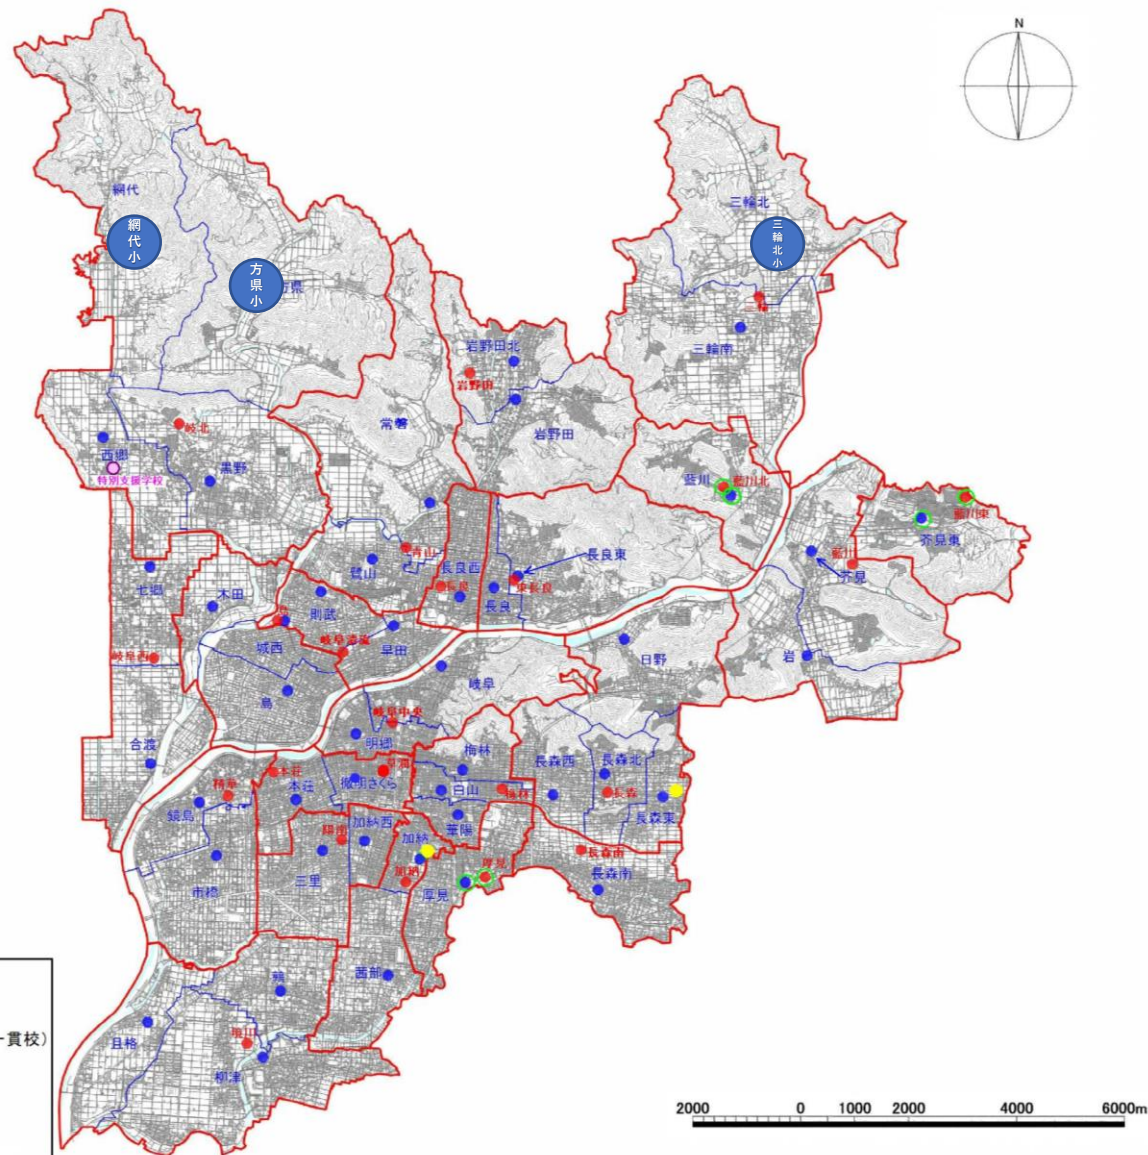 N
網代
三輪北
網
代
小
三
輪
北
小
方
県
小
方県
三輪
三輪南
岩野田北
岩野田
常磐
岩野田
岐北
西郷
黒野
特別支援学校
藍川
藍川北
藍川東
芥見東
青山
長良東
藍川
芥見
鷺山
長良西
長良
東長良
長良
七郷
木田
則武
岐阜清流
城西
早田
岐阜西
日野
岩
岐阜
島
岐阜中央
明郷
合渡
梅林
長森西
長森北
本荘
本荘
徹明さくら
白山
梅林
長森
精華
鏡島
長森東
陽南
加納西
加納
華陽
長森南
加納
厚見
三里
厚見
長森南
市橋
鶉
茜部
一貫校）
且格
境川
柳津
2000 0 1000 2000 4000 6000m